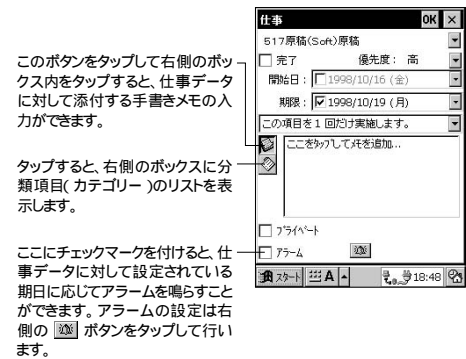 このボタンをタップして右側のボッ
クス内をタップすると、仕事データ
に対して添付する手書きメモの入
力ができます。
タップすると、右側のボックスに分
類項目( カテゴリー )のリストを表
示します。
ここにチェックマークを付けると、仕
事データに対して設定されている
期日に応じてアラームを鳴らすこと
ができます。アラームの設定は右
側の ボタンをタップして行い
ます。
仕事 OK ×
517原稿(Soft)原稿
完了 優先度： 高
開始日： 1998/10/16 (金)
期限： 1998/10/19 (月)
この項目を１回だけ実施します。
ここをﾀｯﾌﾟしてﾒﾓを追加...
ﾌﾟﾗｲﾍﾞｰﾄ
ｱﾗｰﾑ
ｽﾀｰﾄ A 18:48